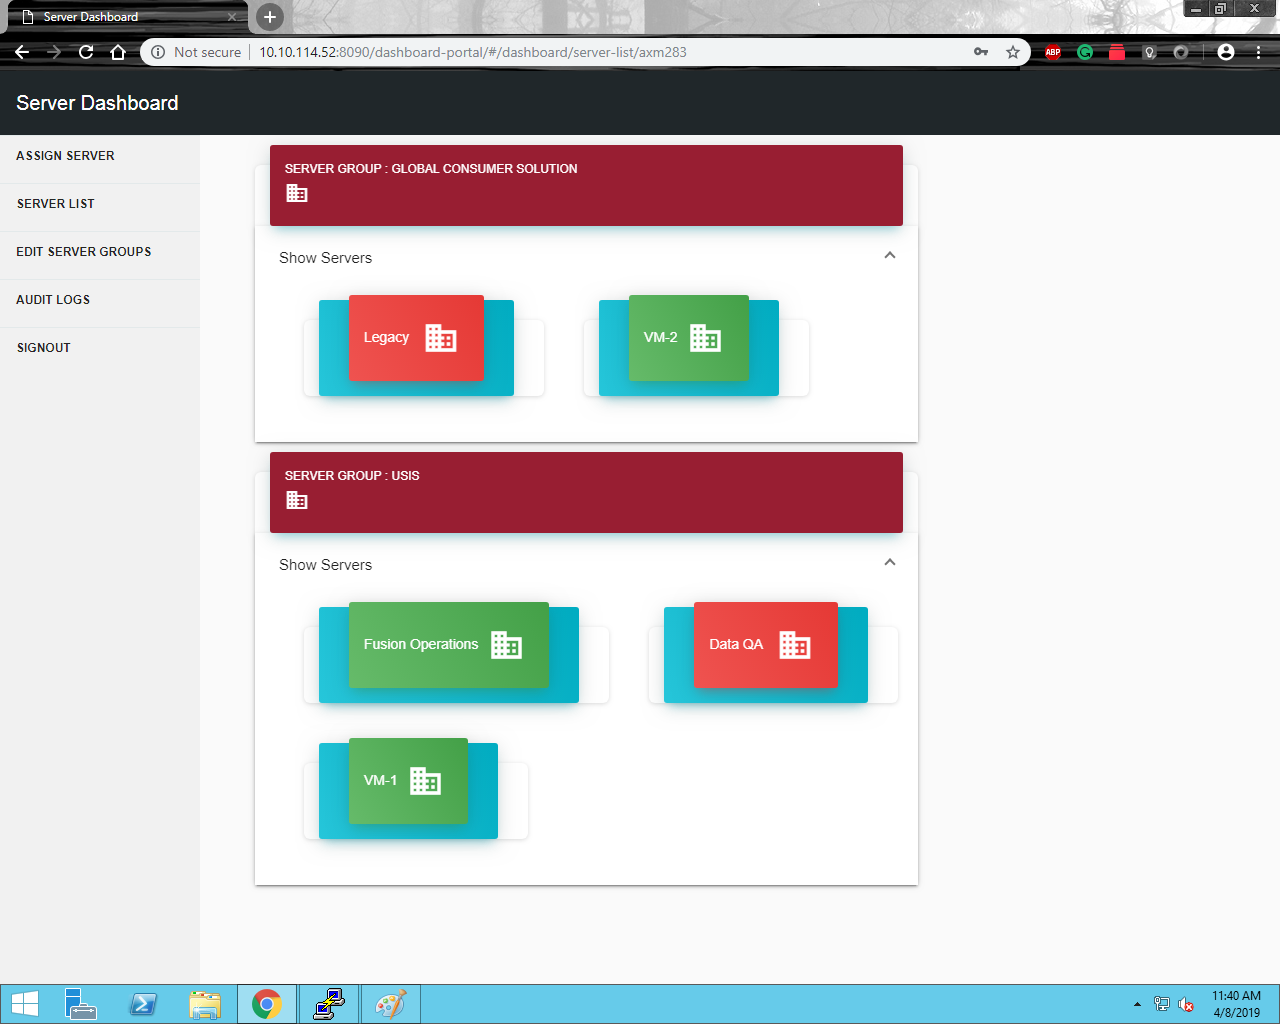 Server Dashboard
Not secure
10.10.114.52:8090/dashboard-portal/#/dashboard/server-list/axm283
ABP
Server Dashboard
ASSIGN SERVER
SERVER LIST
EDIT SERVER GROUPS
AUDIT LOGS
SIGNOUT
SERVER GROUP : GLOBAL CONSUMER SOLUTION
Show Servers
Legacy
VM-2
SERVER GROUP : USIS
Show Servers
Fusion Operations
Data QA
VM-1
11:40 AM
4/8/2019